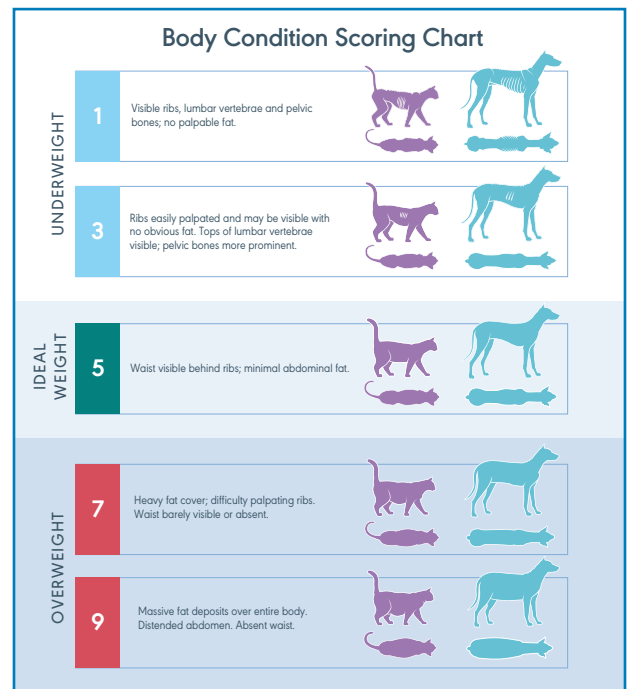 Body Condition Scoring Chart
UNDERWEIGHT
1
Visible ribs, lumbar vertebrae and pelvic
bones; no palpable fat.
3
Ribs easily palpated and may be visible with
no obvious fat. Tops of lumbar vertebrae
visible; pelvic bones more prominent.
IDEAL
WEIGHT
5
Waist visible behind ribs; minimal abdominal fat.
OVERWEIGHT
7
Heavy fat cover; difficulty palpating ribs.
Waist barely visible or absent.
9
Massive fat deposits over entire body.
Distended abdomen. Absent waist.